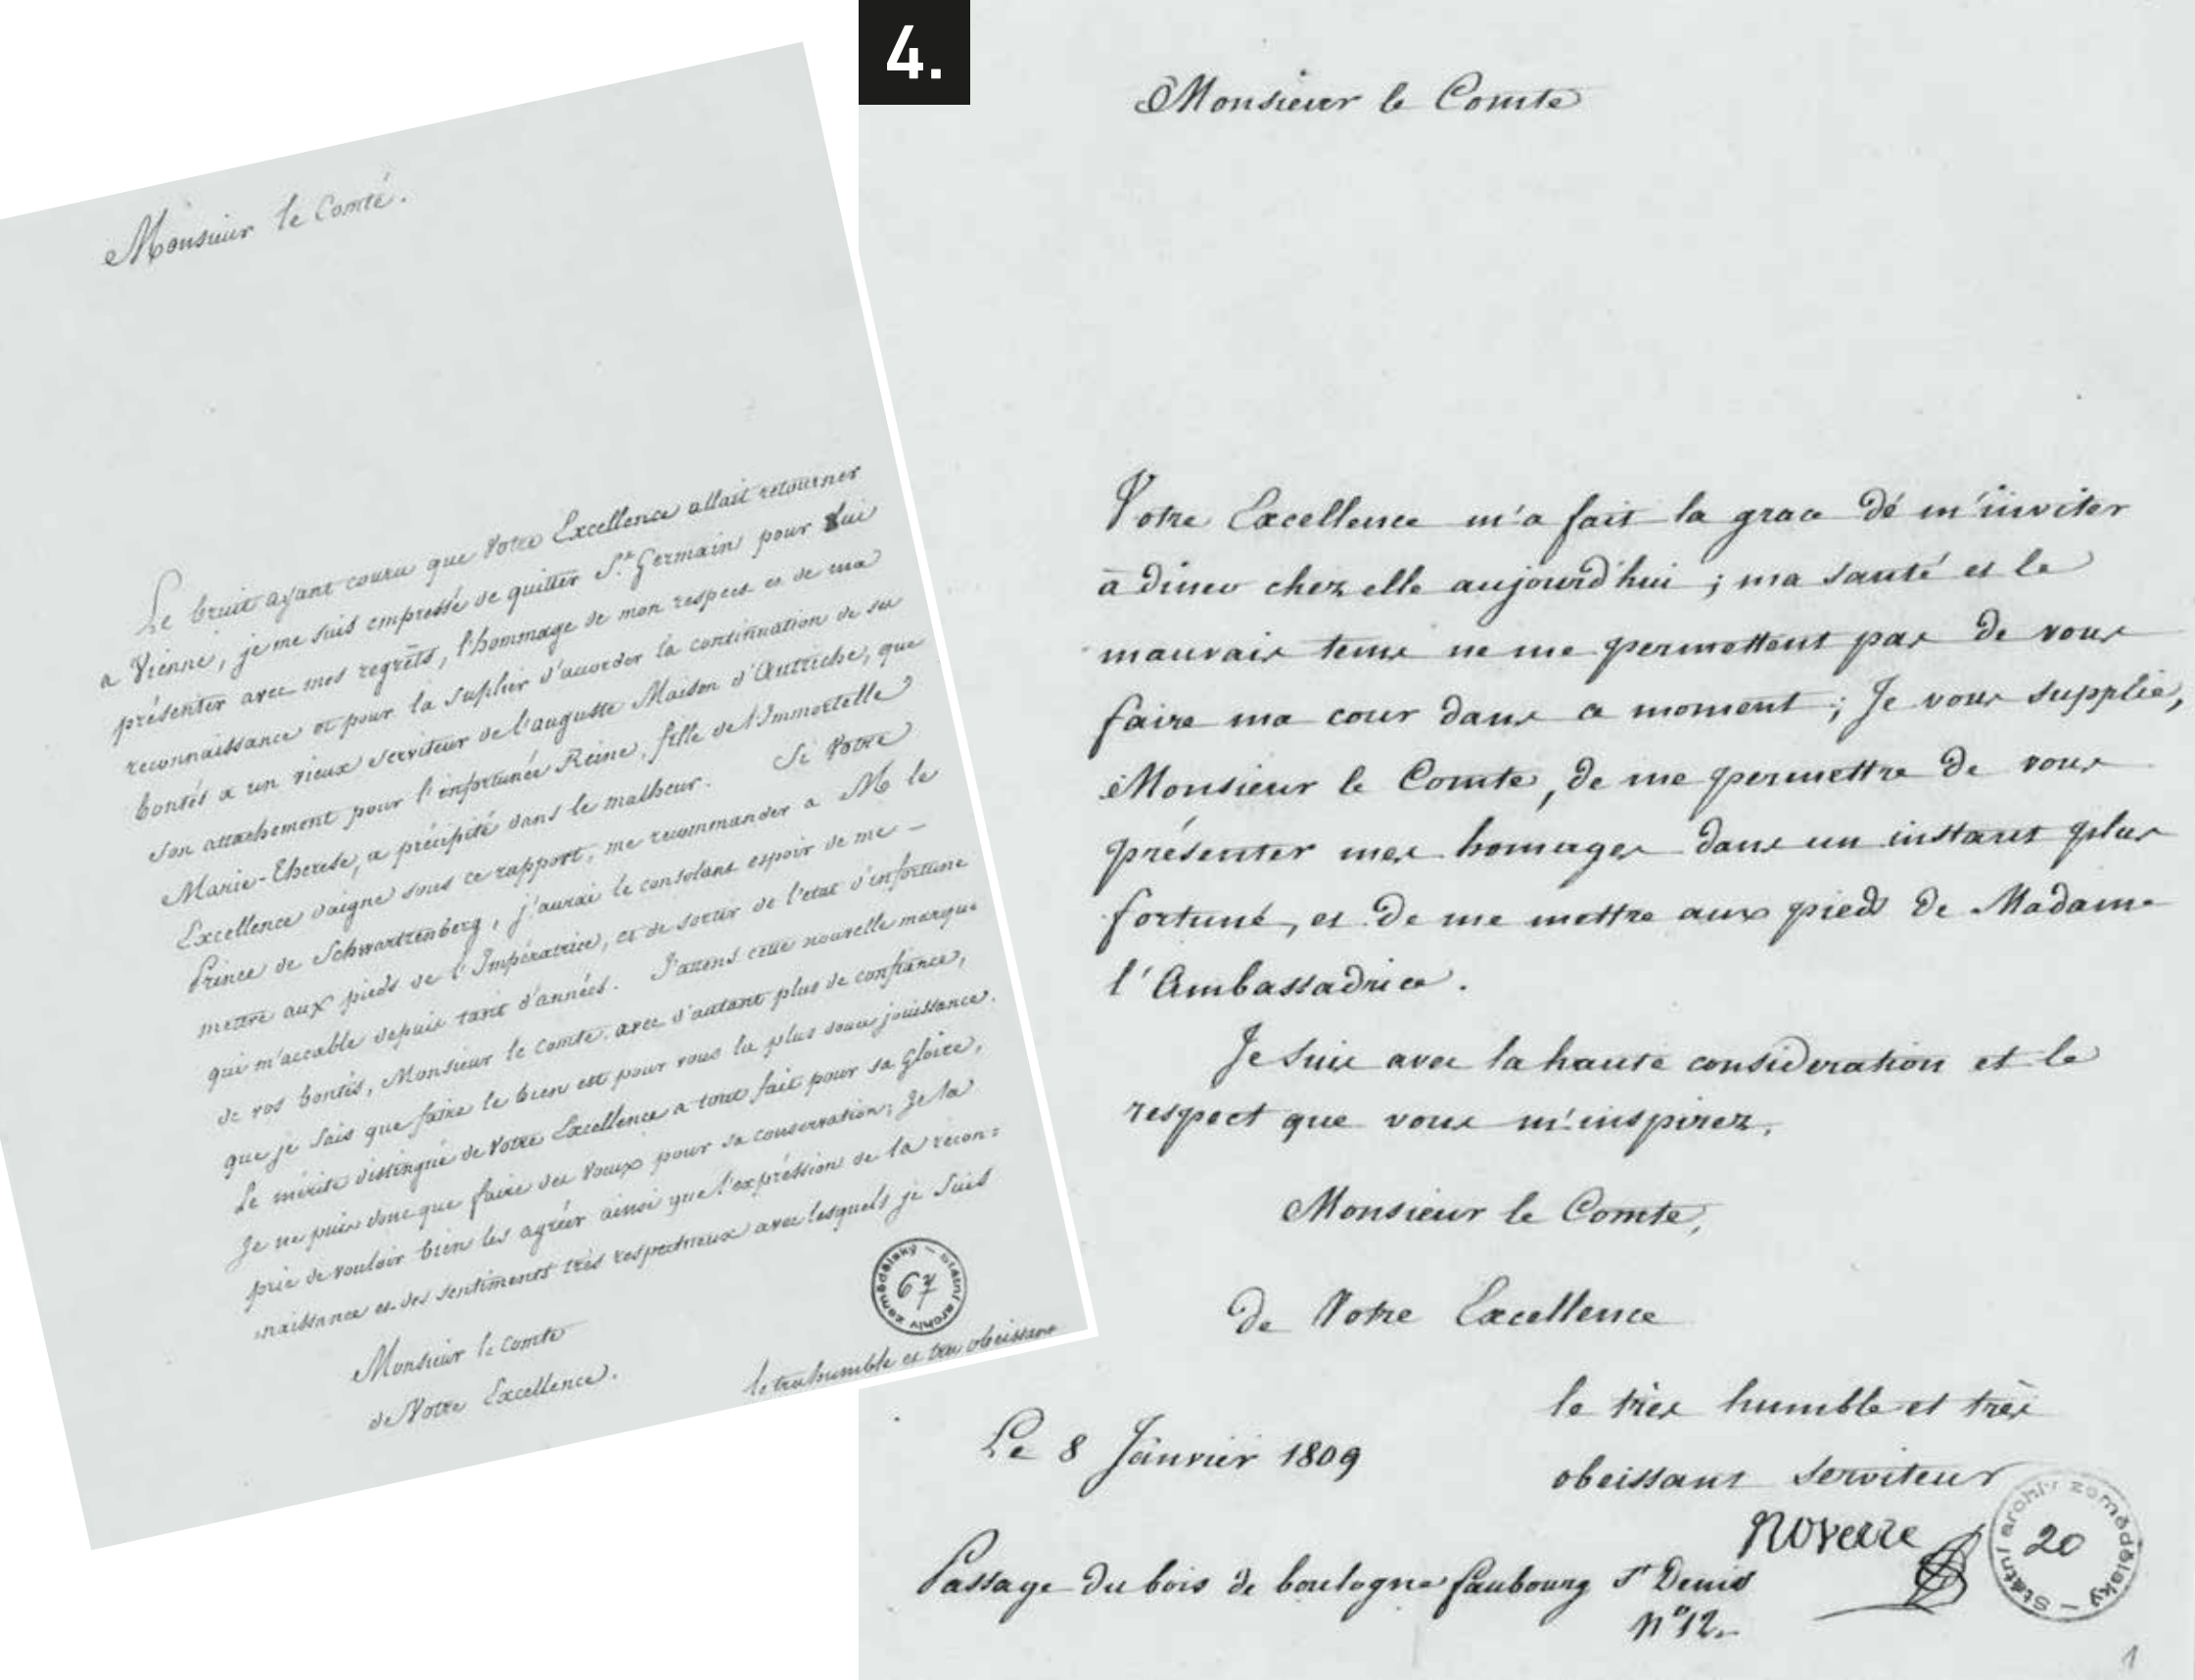 Monsieur le Comte.
Le bruit ayant couru que Votre Excellence allait retourner
a Vienne, je me suis empressé de quitter St. Germain pour lui
présenter avec mes regrèts, l'hommage de mon respect et de ma
reconnaissance et pour la suplier d'acorder la continuation de ses
bontés a un vieux serviteur de l'auguste Maison d'Autriche, que
son attachement pour l'infortunée Reine, fille de l'Immortelle
Marie-Therese, a précipité dans le malheur. Si Votre
Excellence daigne sous ce rapport, me recommander a M le
Prince de Schwartzenberg, j'aurai le consolant espoir de me –
mettre aux pieds de l'Impératrice, et de sortir de l'etat d'infortune
qui m'accable depuis tant d'années. J'attens cette nouvelle marque
de vos bontés, Monsieur le Comte, avec d'autant plus de confiance,
que je sais que faire le bien est pour vous la plus douce jouissance.
Le mérite distingué de Votre Excellence a tout fait pour sa Gloire,
Je ne puis donc que faire des Vœux pour sa conservation; Je la
prie de vouloir bien les agréer ainsi que l'expréssion de la recon=
naissance et des sentiments très respectueux avec lesquels je suis
Monsieur le Comte
de Votre Excellence.
le tres humble et tres obeissant
Státní archiv zemědělský –
67
4.
Monsieur le Comte
Votre Excellence m'a fait la grace dé m'inviter
à diner chez elle aujourd'hui ; ma santé et le
mauvais tems ne me permettent pas de vous
faire ma cour dans ce moment ; Je vous supplie,
Monsieur le Comte, de me permettre de vous
présenter mes homages dans un instant plus
fortuné, et de me mettre aux pieds de Madame
l'Ambassadrice.
Je suis avec la haute consideration et le
respect que vous m'inspirez,
Monsieur le Comte,
de Votre Excellence
le très humble et très
obeissant serviteur
Noverre
Le 8 Janvier 1809
Passage du bois de boulogne faubourg St Denis
N° 12.
Státní archiv zemědělský –
20
1